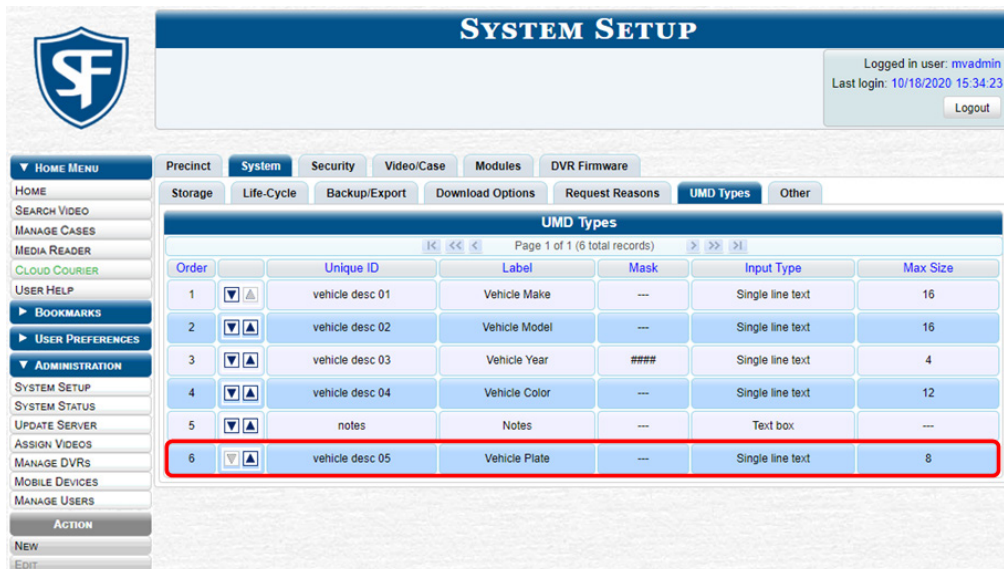 SF
SYSTEM SETUP
Logged in user: mvadmin
Last login: 10/18/2020 15:34:23
Logout
▼ HOME MENU
HOME
SEARCH VIDEO
MANAGE CASES
MEDIA READER
CLOUD COURIER
USER HELP
► BOOKMARKS
► USER PREFERENCES
▼ ADMINISTRATION
SYSTEM SETUP
SYSTEM STATUS
UPDATE SERVER
ASSIGN VIDEOS
MANAGE DVRS
MOBILE DEVICES
MANAGE USERS
ACTION
NEW
EDIT
Precinct System Security Video/Case Modules DVR Firmware
Storage Life-Cycle Backup/Export Download Options Request Reasons UMD Types Other
UMD Types
Page 1 of 1 (6 total records)
Order Unique ID Label Mask Input Type Max Size
1 vehicle desc 01 Vehicle Make --- Single line text 16
2 vehicle desc 02 Vehicle Model --- Single line text 16
3 vehicle desc 03 Vehicle Year #### Single line text 4
4 vehicle desc 04 Vehicle Color --- Single line text 12
5 notes Notes --- Text box ---
6 vehicle desc 05 Vehicle Plate --- Single line text 8